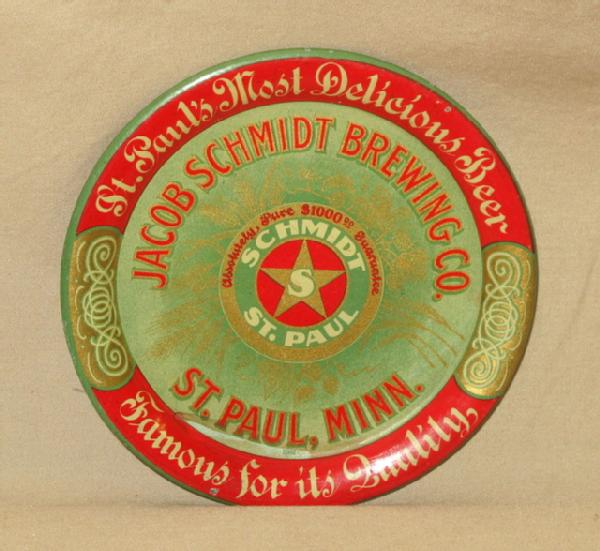 St. Paul's Most Delicious Beer
JACOB SCHMIDT BREWING CO.
Absolutely Pure $1000 00 Guarantee
SCHMIDT
S
ST. PAUL
ST. PAUL, MINN.
Famous for its Quality,